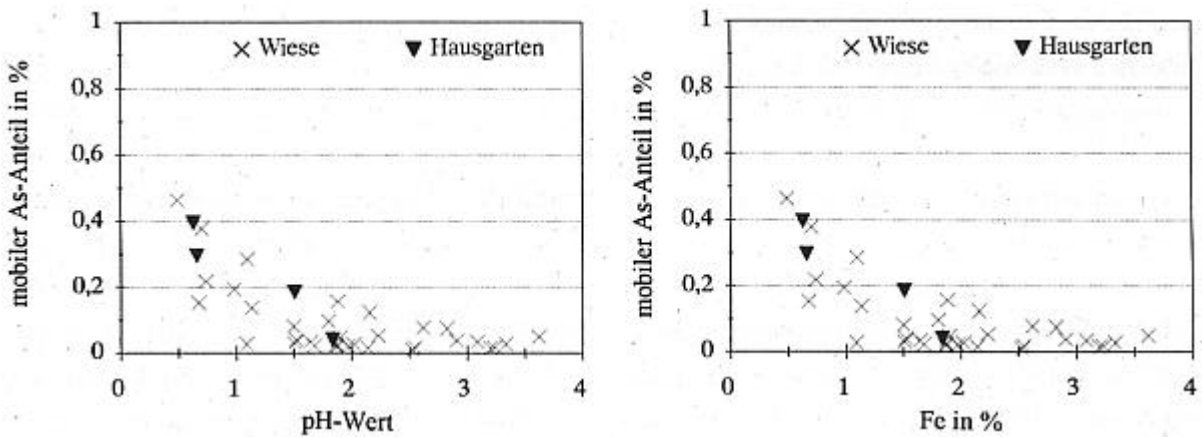 mobiler As-Anteil in %
1
0,8
0,6
0,4
0,2
0
Wiese
Hausgarten
0 1 2 3 4
pH-Wert
mobiler As-Anteil in %
1
0,8
0,6
0,4
0,2
0
Wiese
Hausgarten
0 1 2 3 4
Fe in %